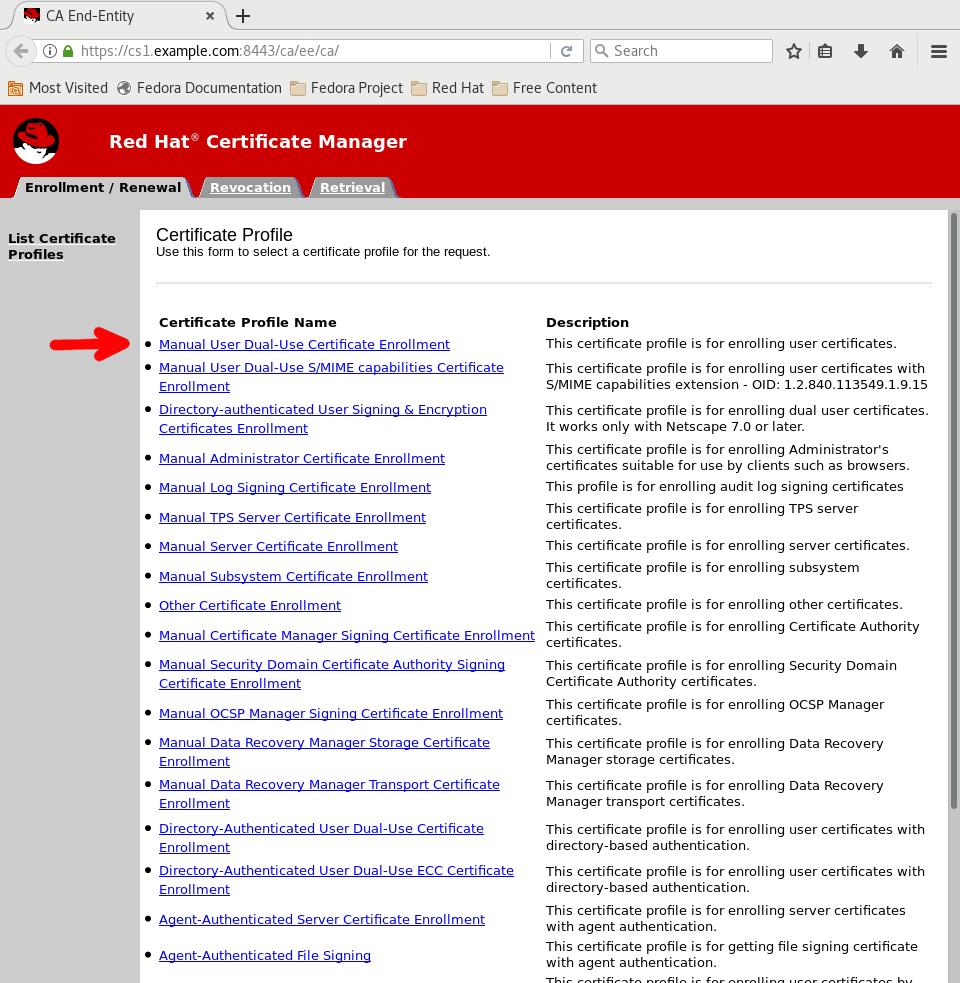 CA End-Entity
https://cs1.example.com:8443/ca/ee/ca/
Search
Most Visited
Fedora Documentation
Fedora Project
Red Hat
Free Content
Red Hat® Certificate Manager
Enrollment / Renewal
Revocation
Retrieval
List Certificate
Profiles
Certificate Profile
Use this form to select a certificate profile for the request.
Certificate Profile Name
Description
Manual User Dual-Use Certificate Enrollment
This certificate profile is for enrolling user certificates.
Manual User Dual-Use S/MIME capabilities Certificate
Enrollment
This certificate profile is for enrolling user certificates with
S/MIME capabilities extension - OID: 1.2.840.113549.1.9.15
Directory-authenticated User Signing & Encryption
Certificates Enrollment
This certificate profile is for enrolling dual user certificates.
It works only with Netscape 7.0 or later.
Manual Administrator Certificate Enrollment
This certificate profile is for enrolling Administrator's
certificates suitable for use by clients such as browsers.
Manual Log Signing Certificate Enrollment
This profile is for enrolling audit log signing certificates
Manual TPS Server Certificate Enrollment
This certificate profile is for enrolling TPS server
certificates.
Manual Server Certificate Enrollment
This certificate profile is for enrolling server certificates.
Manual Subsystem Certificate Enrollment
This certificate profile is for enrolling subsystem
certificates.
Other Certificate Enrollment
This certificate profile is for enrolling other certificates.
Manual Certificate Manager Signing Certificate Enrollment
This certificate profile is for enrolling Certificate Authority
certificates.
Manual Security Domain Certificate Authority Signing
Certificate Enrollment
This certificate profile is for enrolling Security Domain
Certificate Authority certificates.
Manual OCSP Manager Signing Certificate Enrollment
This certificate profile is for enrolling OCSP Manager
certificates.
Manual Data Recovery Manager Storage Certificate
Enrollment
This certificate profile is for enrolling Data Recovery
Manager storage certificates.
Manual Data Recovery Manager Transport Certificate
Enrollment
This certificate profile is for enrolling Data Recovery
Manager transport certificates.
Directory-Authenticated User Dual-Use Certificate
Enrollment
This certificate profile is for enrolling user certificates with
directory-based authentication.
Directory-Authenticated User Dual-Use ECC Certificate
Enrollment
This certificate profile is for enrolling user certificates with
directory-based authentication.
Agent-Authenticated Server Certificate Enrollment
This certificate profile is for enrolling server certificates
with agent authentication.
Agent-Authenticated File Signing
This certificate profile is for getting file signing certificate
with agent authentication.
This certificate profile is for enrolling user certificates by